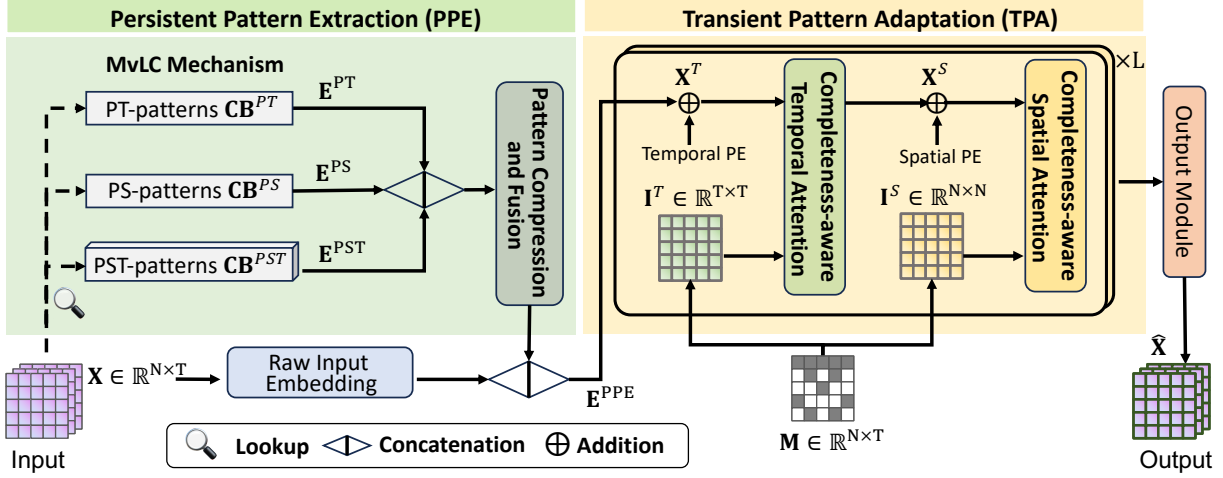 Persistent Pattern Extraction (PPE)
Transient Pattern Adaptation (TPA)
MvLC Mechanism
PT-patterns CB^PT
E^PT
PS-patterns CB^PS
E^PS
PST-patterns CB^PST
E^PST
Pattern Compression
and Fusion
X ∈ ℝ^N×T
Raw Input
Embedding
E^PPE
Input
X^T
Temporal PE
I^T ∈ ℝ^T×T
Completeness-aware
Temporal Attention
X^S
Spatial PE
I^S ∈ ℝ^N×N
Completeness-aware
Spatial Attention
×L
M ∈ ℝ^N×T
Output Module
X̂
Output
Lookup
Concatenation
Addition